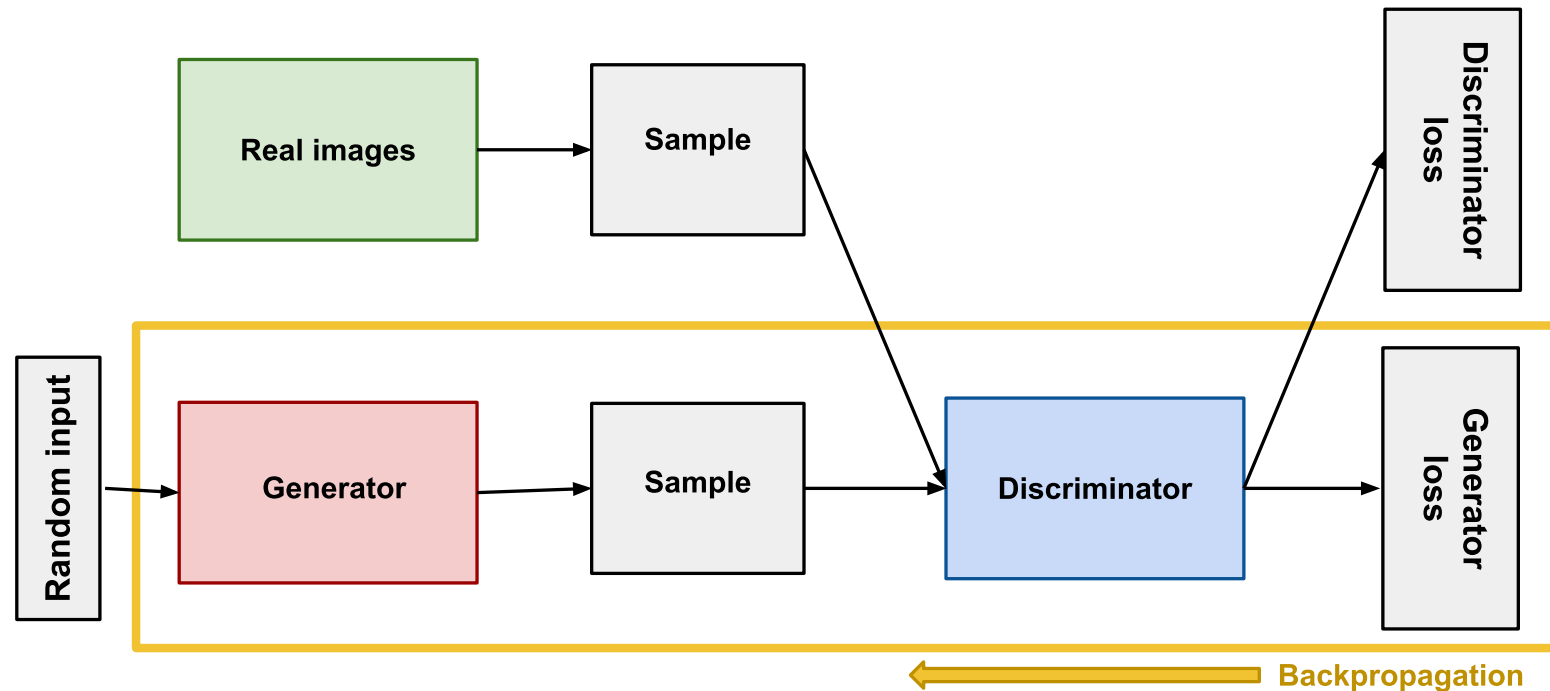 Real images
Sample
Discriminator
loss
Random input
Generator
Sample
Discriminator
Generator
loss
Backpropagation